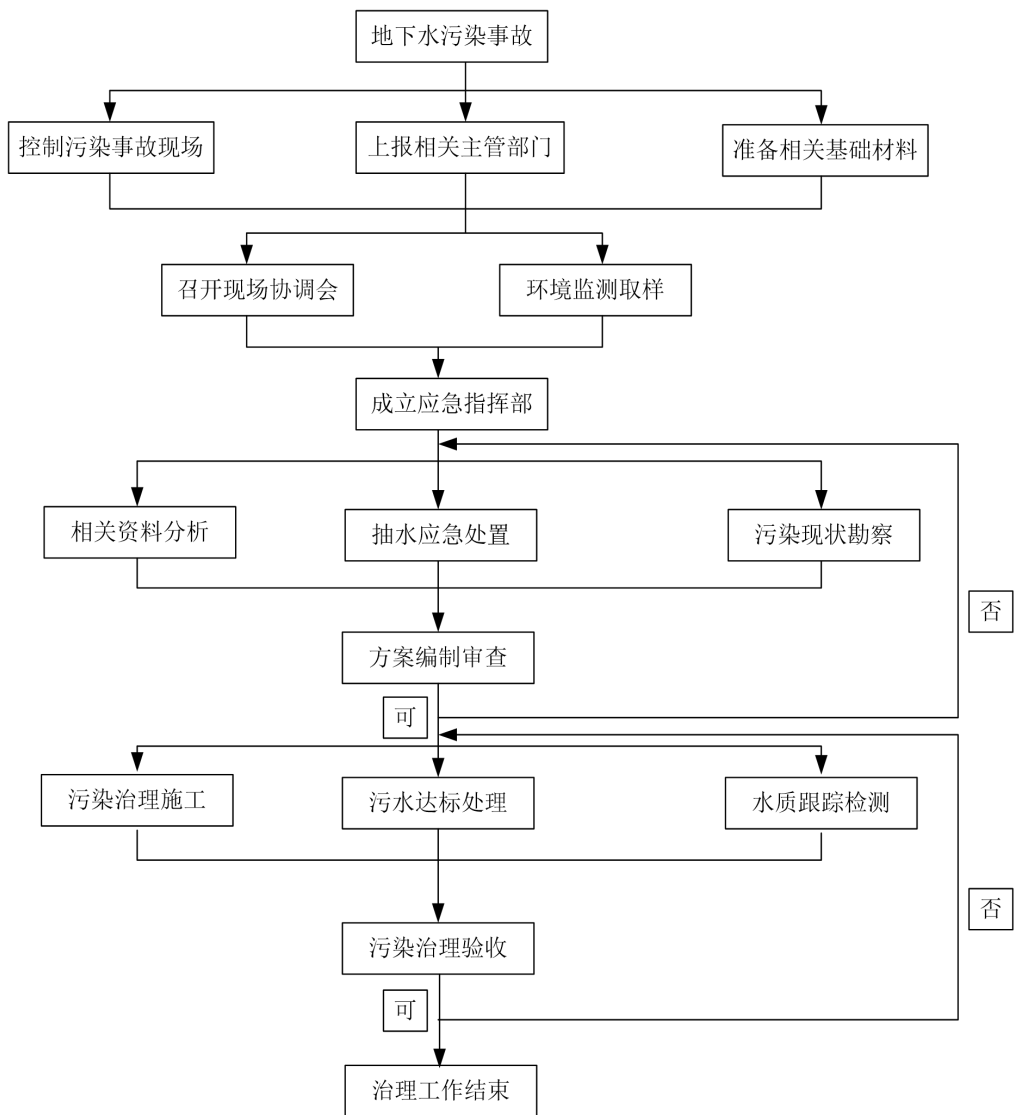 地下水污染事故
控制污染事故现场
上报相关主管部门
准备相关基础材料
召开现场协调会
环境监测取样
成立应急指挥部
相关资料分析
抽水应急处置
污染现状勘察
否
方案编制审查
可
污染治理施工
污水达标处理
水质跟踪检测
否
污染治理验收
可
治理工作结束